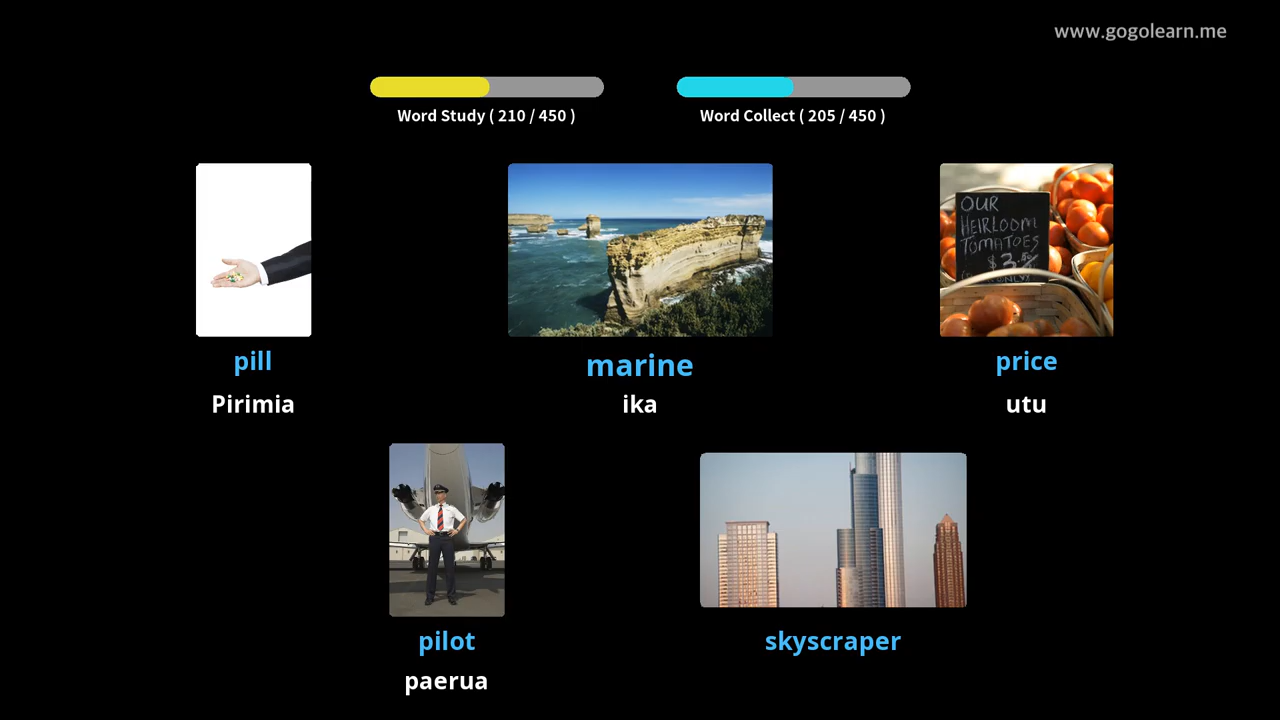 www.gogolearn.me
Word Study ( 210 / 450 )
Word Collect ( 205 / 450 )
OUR
HEIRLOOM
TOMATOES
$3.
pill
marine
price
Pirimia
ika
utu
pilot
skyscraper
paerua